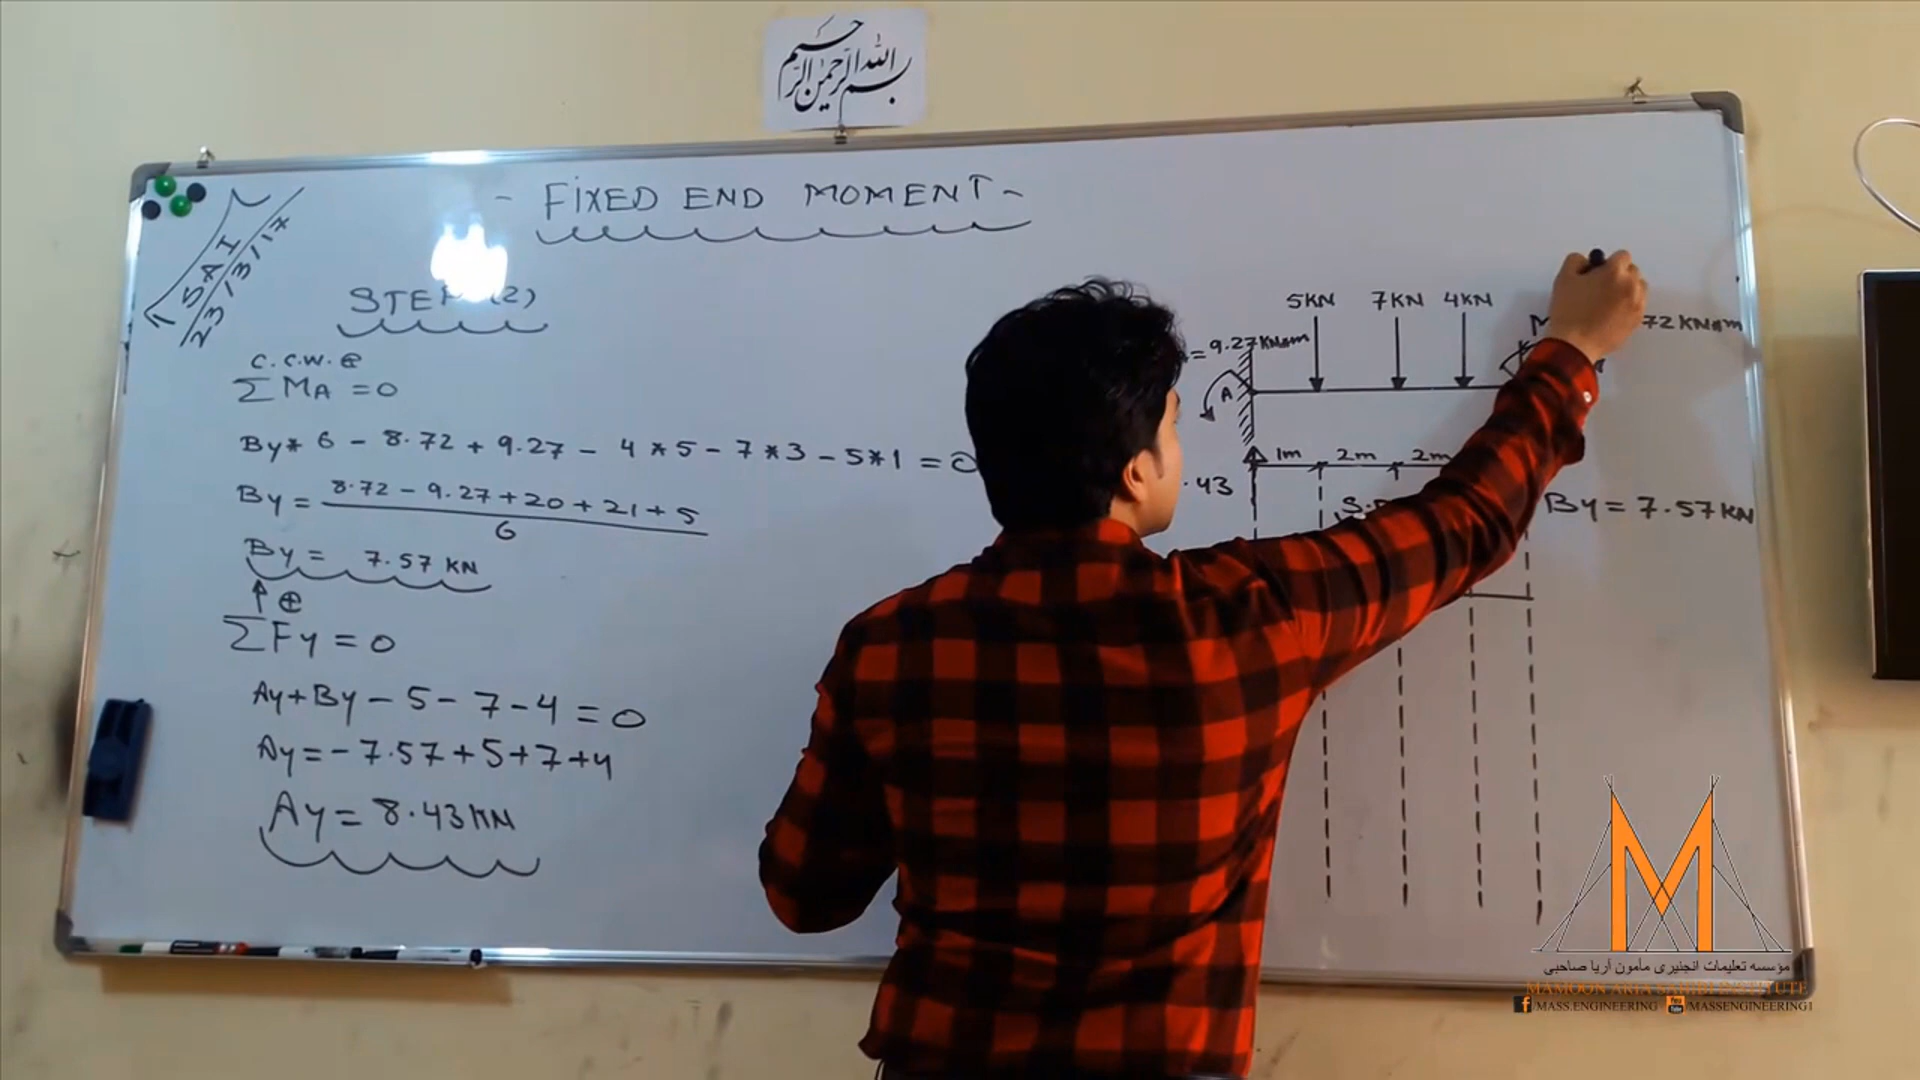 بسم الله الرحمن الرحیم
- FIXED END MOMENT -
23/3/17
STEP (2)
C.C.W.⊕
ΣMA = 0
By* 6 - 8.72 + 9.27 - 4 * 5 - 7 * 3 - 5*1 = 0
By = 8.72 - 9.27 + 20 + 21 + 5
6
By = 7.57 KN
↑ ⊕
ΣFy = 0
Ay + By - 5 - 7 - 4 = 0
Ay = - 7.57 + 5 + 7 + 4
Ay = 8.43 KN
5KN 7KN 4KN
= 9.27 KN*m
72 KN*m
A
1m 2m 2m
.43
By = 7.57 KN
مؤسسه تعلیمات انجنیری مأمون آریا صاحبی
MAMOON ARIA SAHIBI INSTITUTE
/MASS.ENGINEERING /MASSENGINEERING1